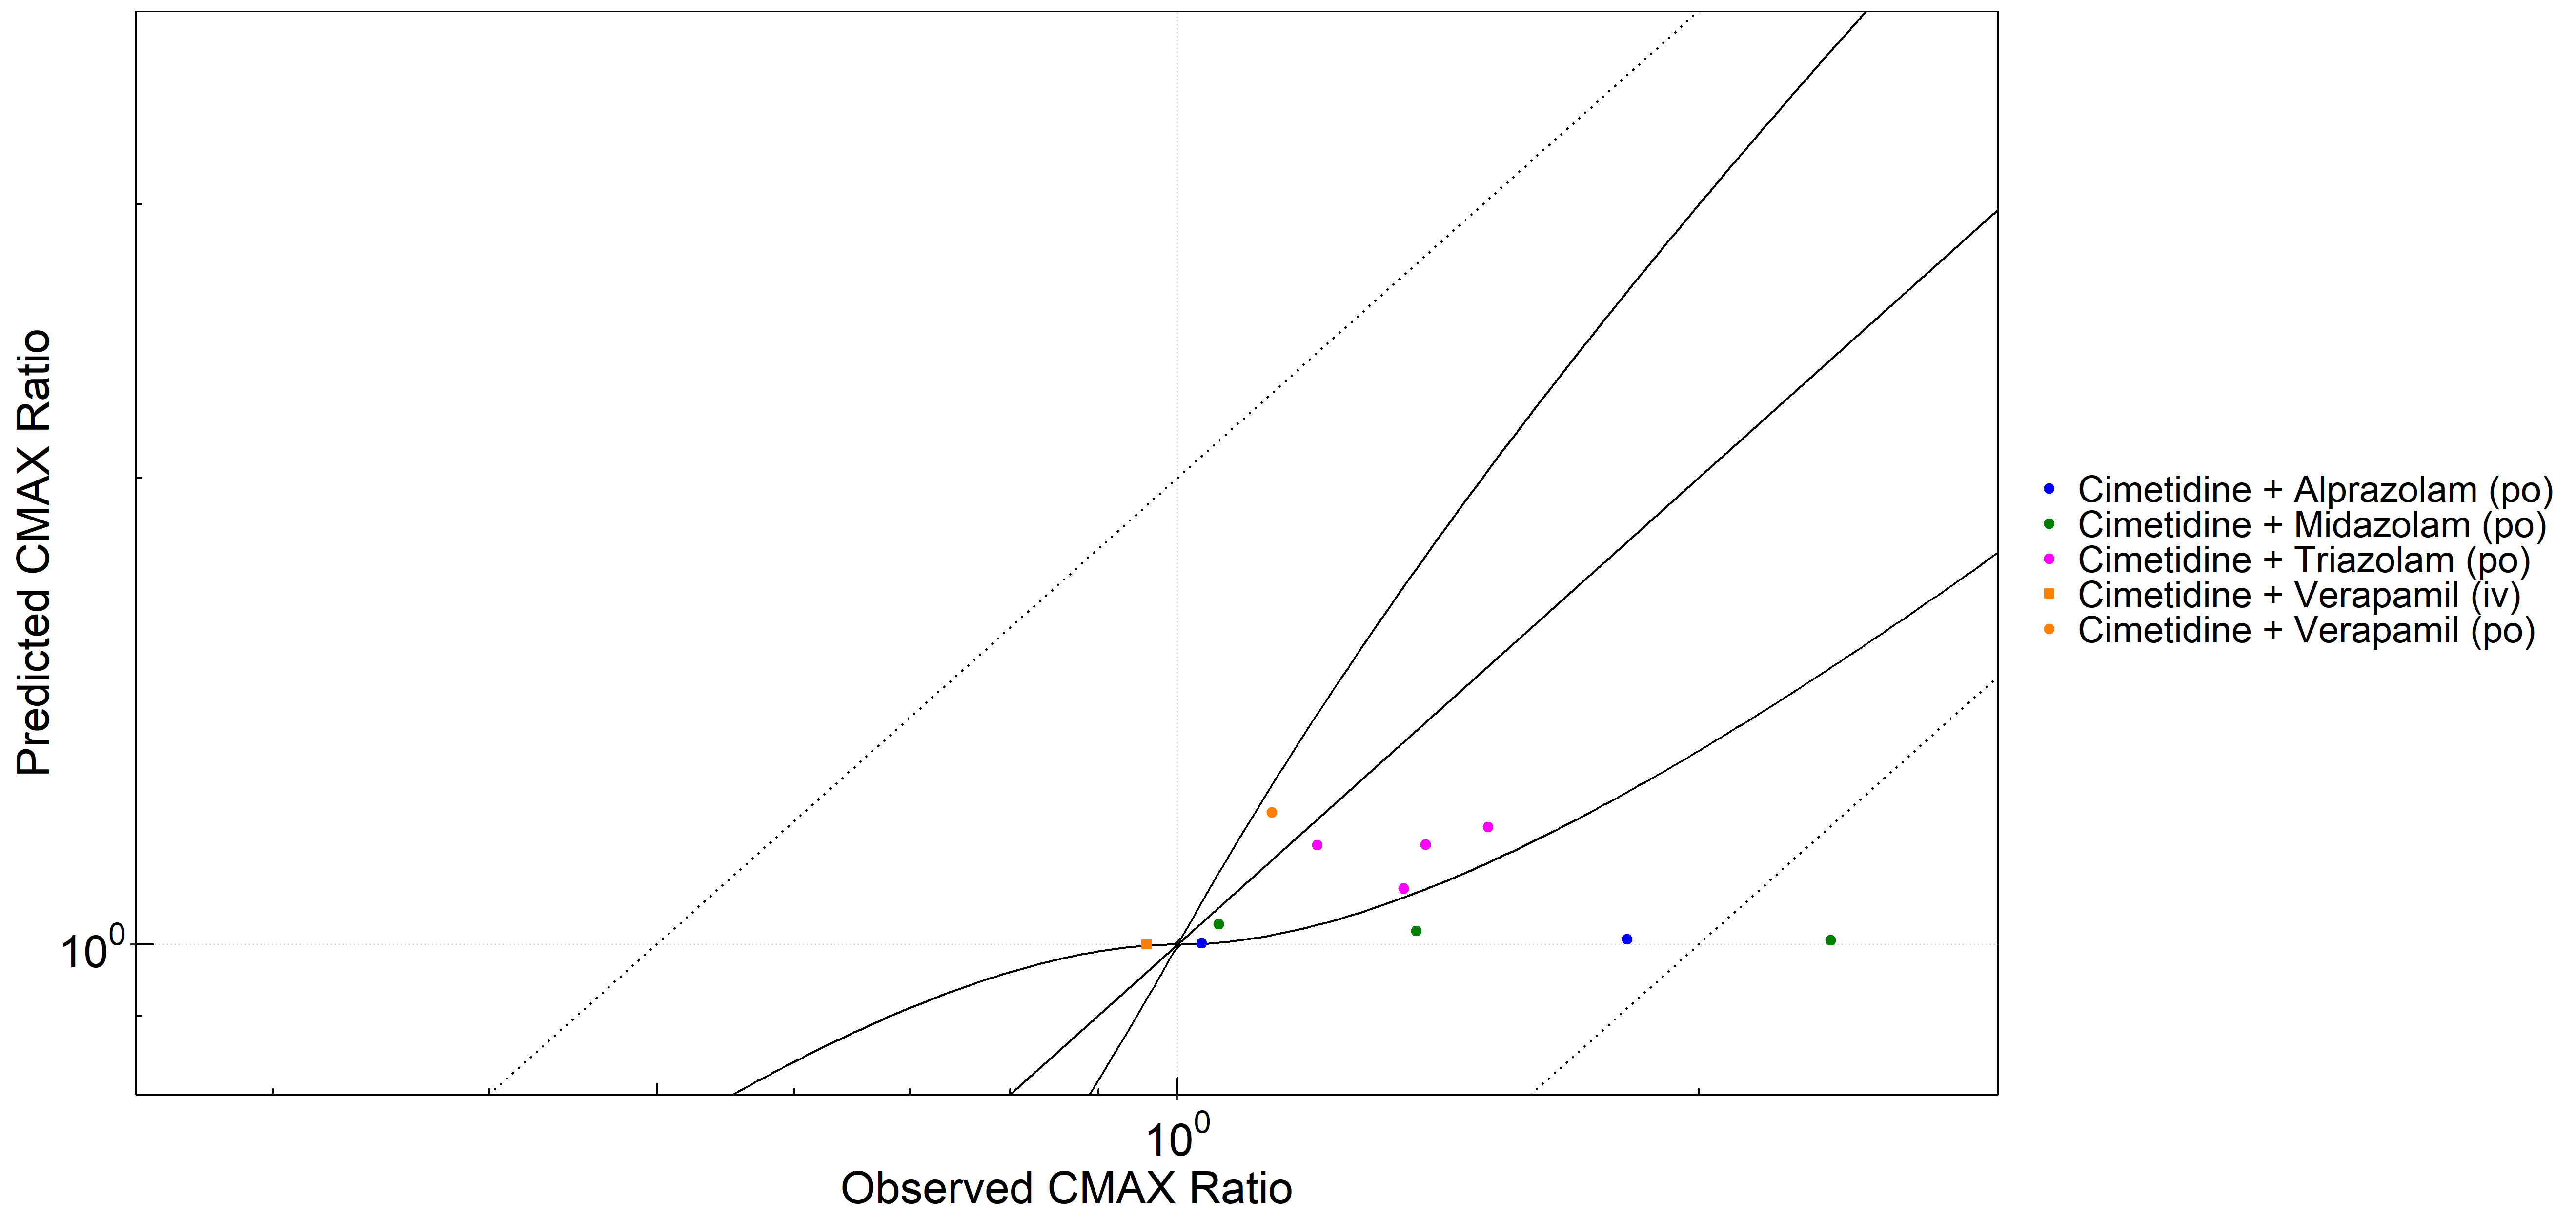 Predicted CMAX Ratio
10⁰
10⁰
Observed CMAX Ratio
Cimetidine + Alprazolam (po)
Cimetidine + Midazolam (po)
Cimetidine + Triazolam (po)
Cimetidine + Verapamil (iv)
Cimetidine + Verapamil (po)